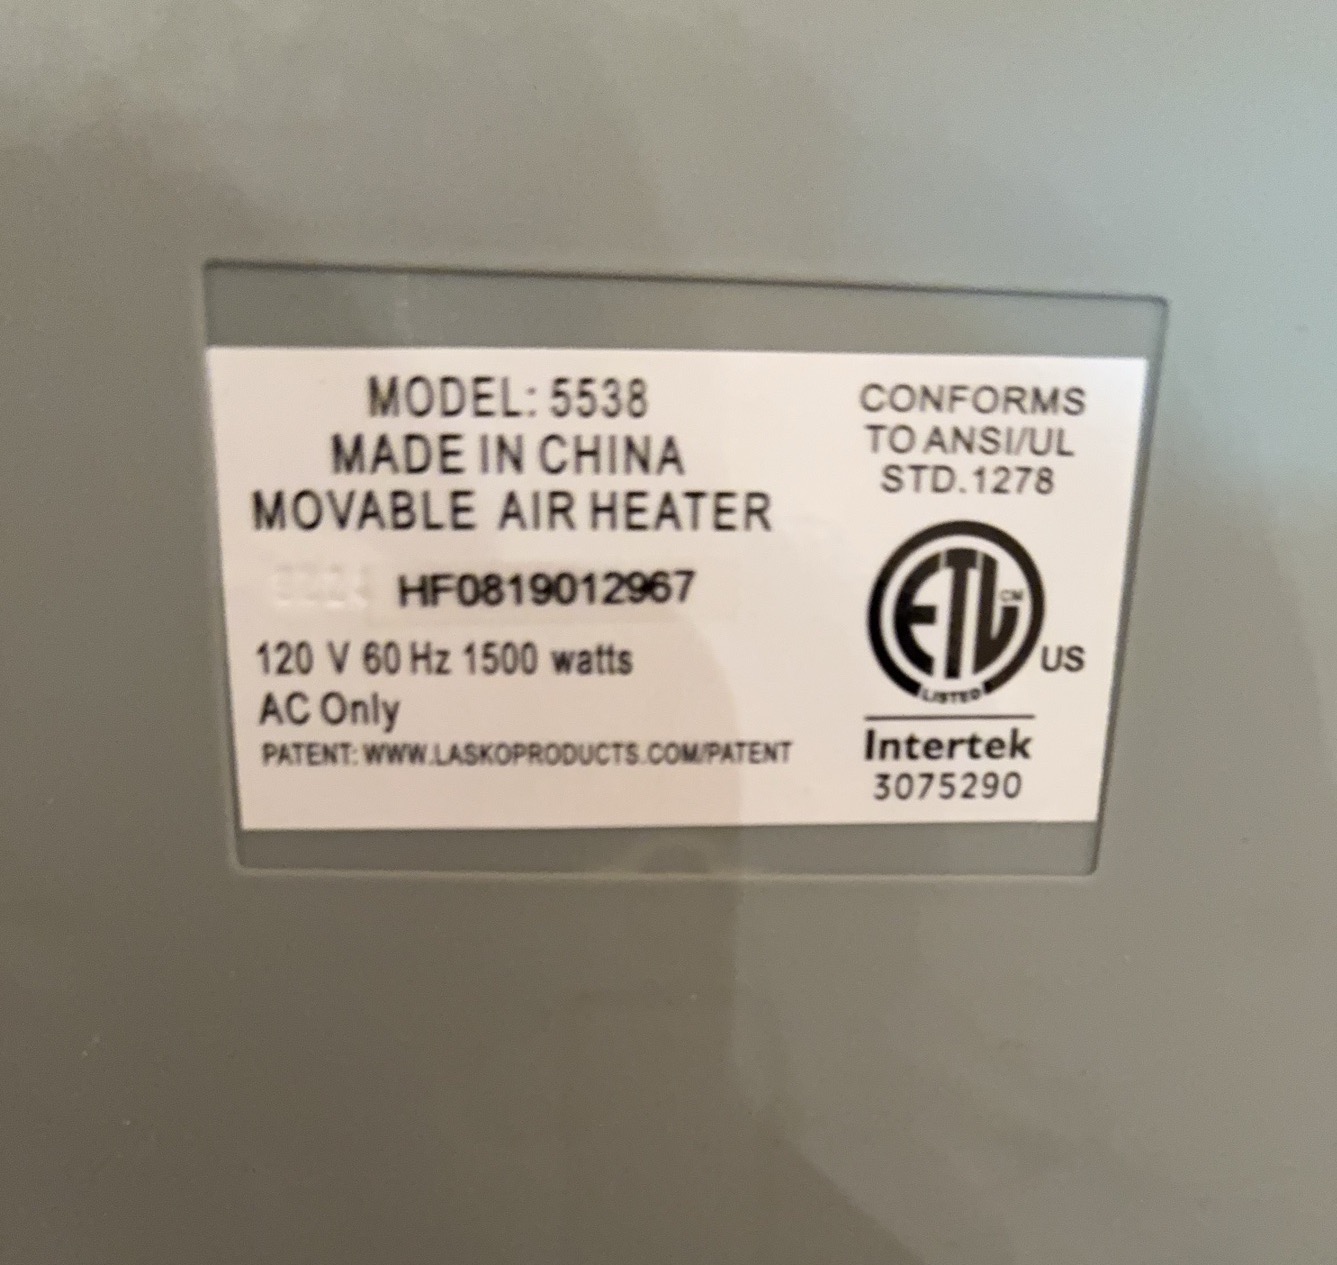 MODEL: 5538
MADE IN CHINA
MOVABLE AIR HEATER
HF0819012967
120 V 60 Hz 1500 watts
AC Only
PATENT: WWW.LASKOPRODUCTS.COM/PATENT
CONFORMS
TO ANSI/UL
STD.1278
ETL CM
LISTED
US
Intertek
3075290